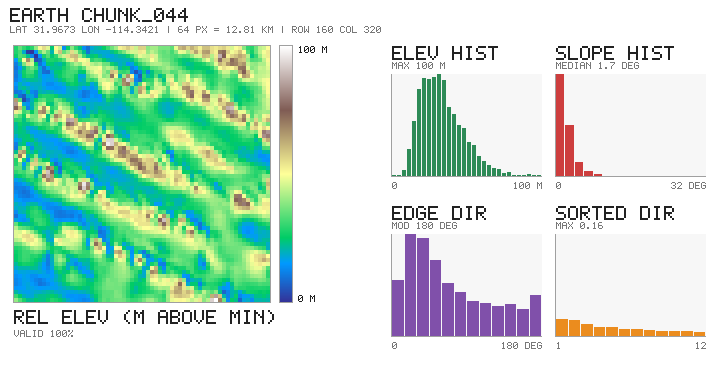 EARTH CHUNK_044
LAT 31.9673 LON -114.3421 | 64 PX = 12.81 KM | ROW 160 COL 320
100 M
0 M
REL ELEV (M ABOVE MIN)
VALID 100%
ELEV HIST
MAX 100 M
0 100 M
SLOPE HIST
MEDIAN 1.7 DEG
0 32 DEG
EDGE DIR
MOD 180 DEG
0 180 DEG
SORTED DIR
MAX 0.16
1 12